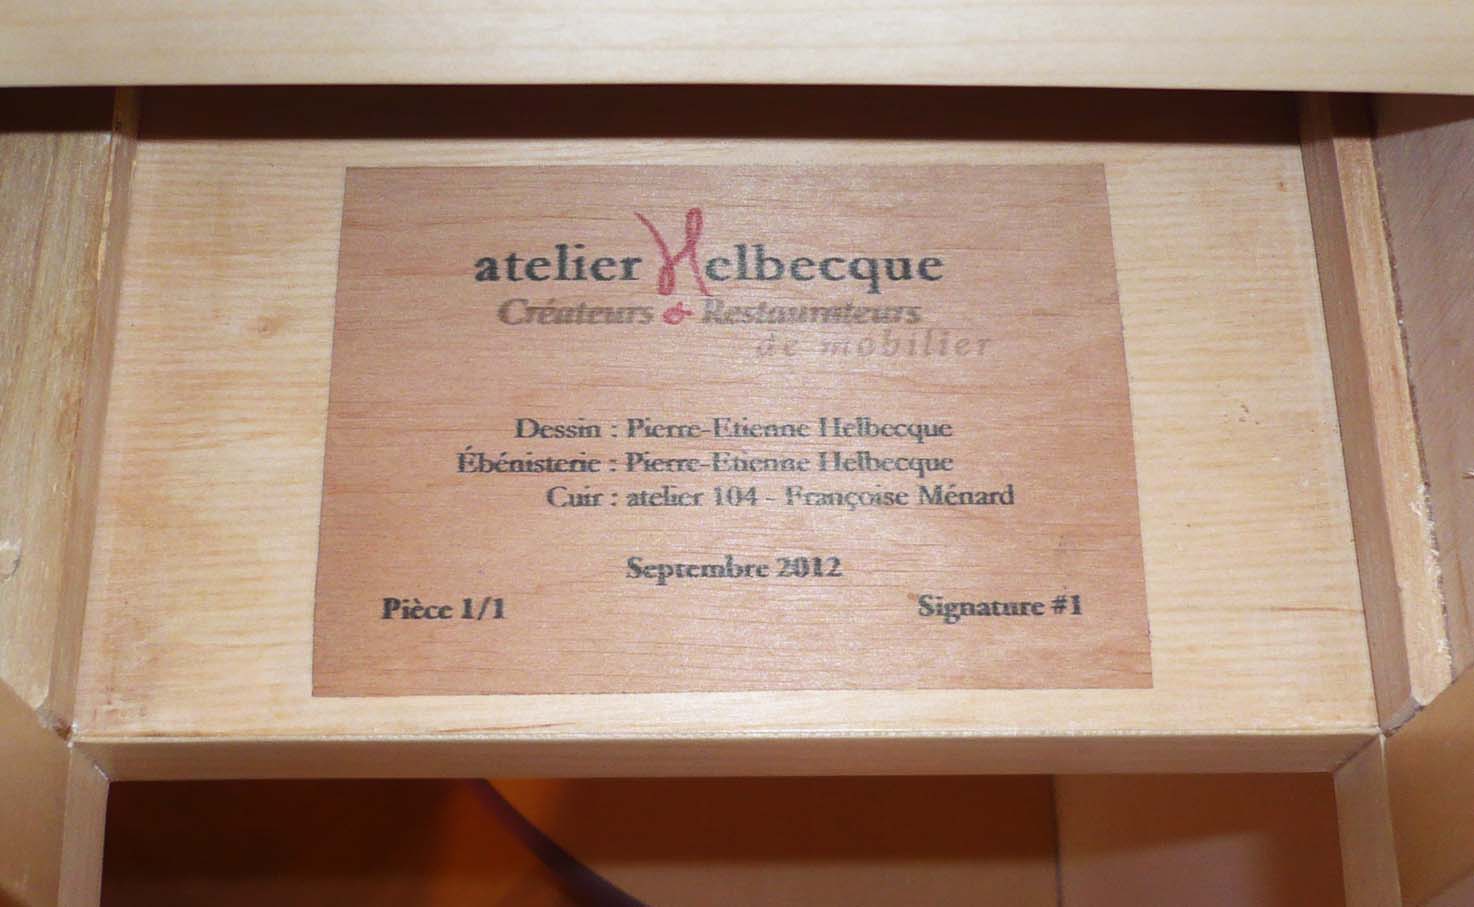 atelier Helbecque
Créateurs & Restaurateurs
de mobilier
Dessin : Pierre-Etienne Helbecque
Ébénisterie : Pierre-Etienne Helbecque
Cuir : atelier 104 - Françoise Ménard
Septembre 2012
Pièce 1/1
Signature #1